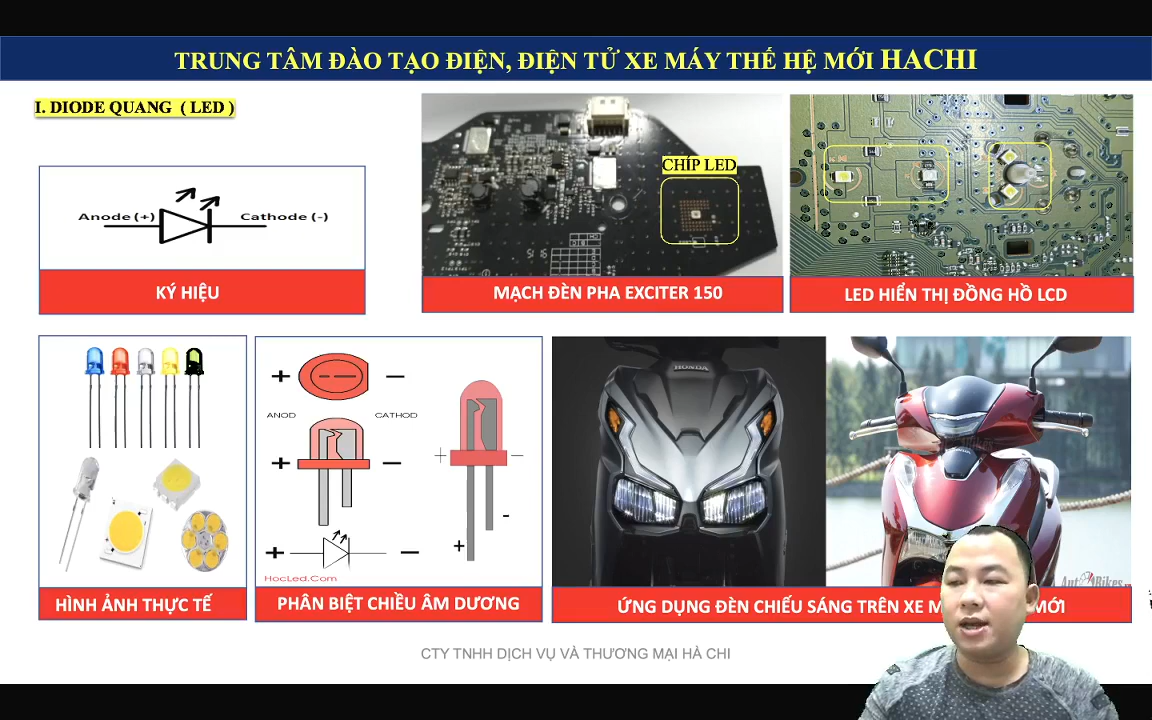 TRUNG TÂM ĐÀO TẠO ĐIỆN, ĐIỆN TỬ XE MÁY THẾ HỆ MỚI HACHI
I. DIODE QUANG ( LED )
Anode (+)
Cathode (-)
KÝ HIỆU
CHÍP LED
MẠCH ĐÈN PHA EXCITER 150
LED HIỂN THỊ ĐỒNG HỒ LCD
HÌNH ẢNH THỰC TẾ
+ −
ANOD CATHOD
+ −
+ −
+ −
-
+
HocLed.Com
PHÂN BIỆT CHIỀU ÂM DƯƠNG
HONDA
ỨNG DỤNG ĐÈN CHIẾU SÁNG TRÊN XE MỚI
CTY TNHH DỊCH VỤ VÀ THƯƠNG MẠI HÀ CHI